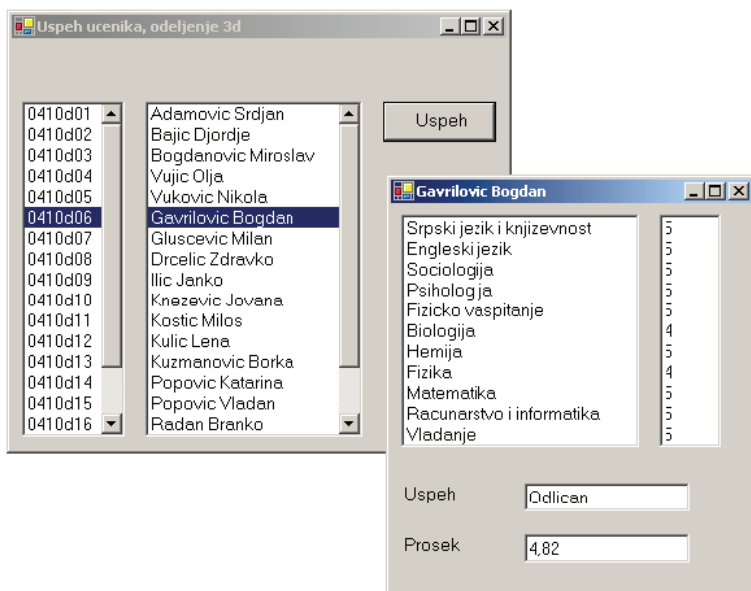 Uspeh ucenika, odeljenje 3d
0410d01 Adamovic Srdjan
0410d02 Bajic Djordje
0410d03 Bogdanovic Miroslav
0410d04 Vujic Olja
0410d05 Vukovic Nikola
0410d06 Gavrilovic Bogdan
0410d07 Gluscevic Milan
0410d08 Drcelic Zdravko
0410d09 Ilic Janko
0410d10 Knezevic Jovana
0410d11 Kostic Milos
0410d12 Kulic Lena
0410d13 Kuzmanovic Borka
0410d14 Popovic Katarina
0410d15 Popovic Vladan
0410d16 Radan Branko
Uspeh
Gavrilovic Bogdan
Srpski jezik i knjizevnost 5
Engleski jezik 5
Sociologija 5
Psihologija 5
Fizicko vaspitanje 5
Biologija 4
Hemija 5
Fizika 4
Matematika 5
Racunarstvo i informatika 5
Vladanje 5
Uspeh Odlican
Prosek 4,82